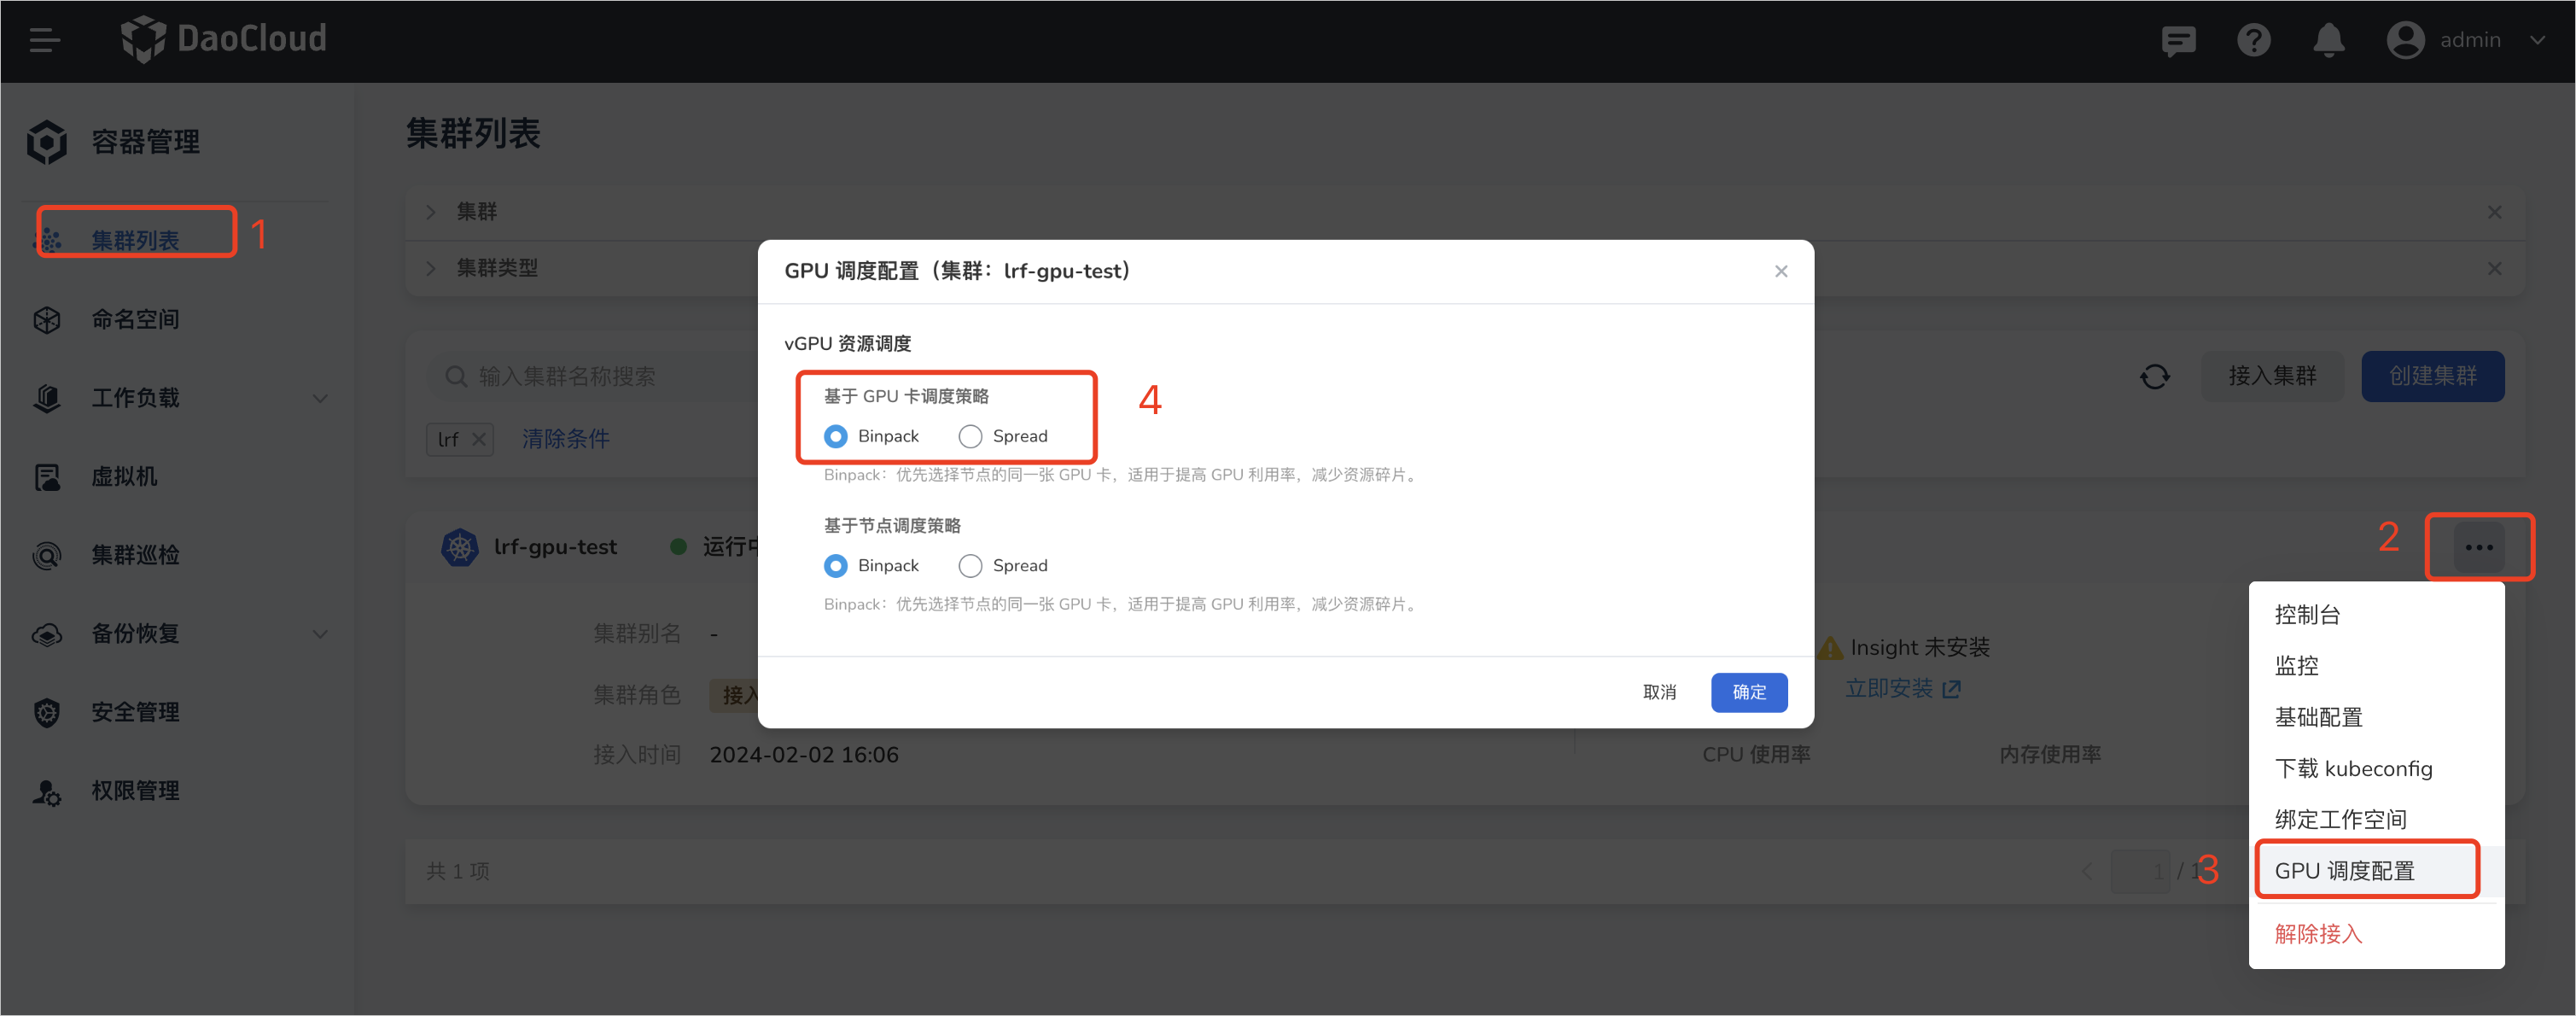 DaoCloud
admin
容器管理
集群列表
1
命名空间
工作负载
虚拟机
集群巡检
备份恢复
安全管理
权限管理
集群列表
集群
集群类型
输入集群名称搜索
接入集群
创建集群
lrf
清除条件
lrf-gpu-test
运行中
2
集群别名
-
集群角色
接入
接入时间
2024-02-02 16:06
Insight 未安装
立即安装
CPU 使用率
内存使用率
共 1 项
1 / 1
GPU 调度配置（集群：lrf-gpu-test）
vGPU 资源调度
基于 GPU 卡调度策略
4
Binpack Spread
Binpack：优先选择节点的同一张 GPU 卡，适用于提高 GPU 利用率，减少资源碎片。
基于节点调度策略
Binpack Spread
Binpack：优先选择节点的同一张 GPU 卡，适用于提高 GPU 利用率，减少资源碎片。
取消
确定
控制台
监控
基础配置
下载 kubeconfig
绑定工作空间
3
GPU 调度配置
解除接入